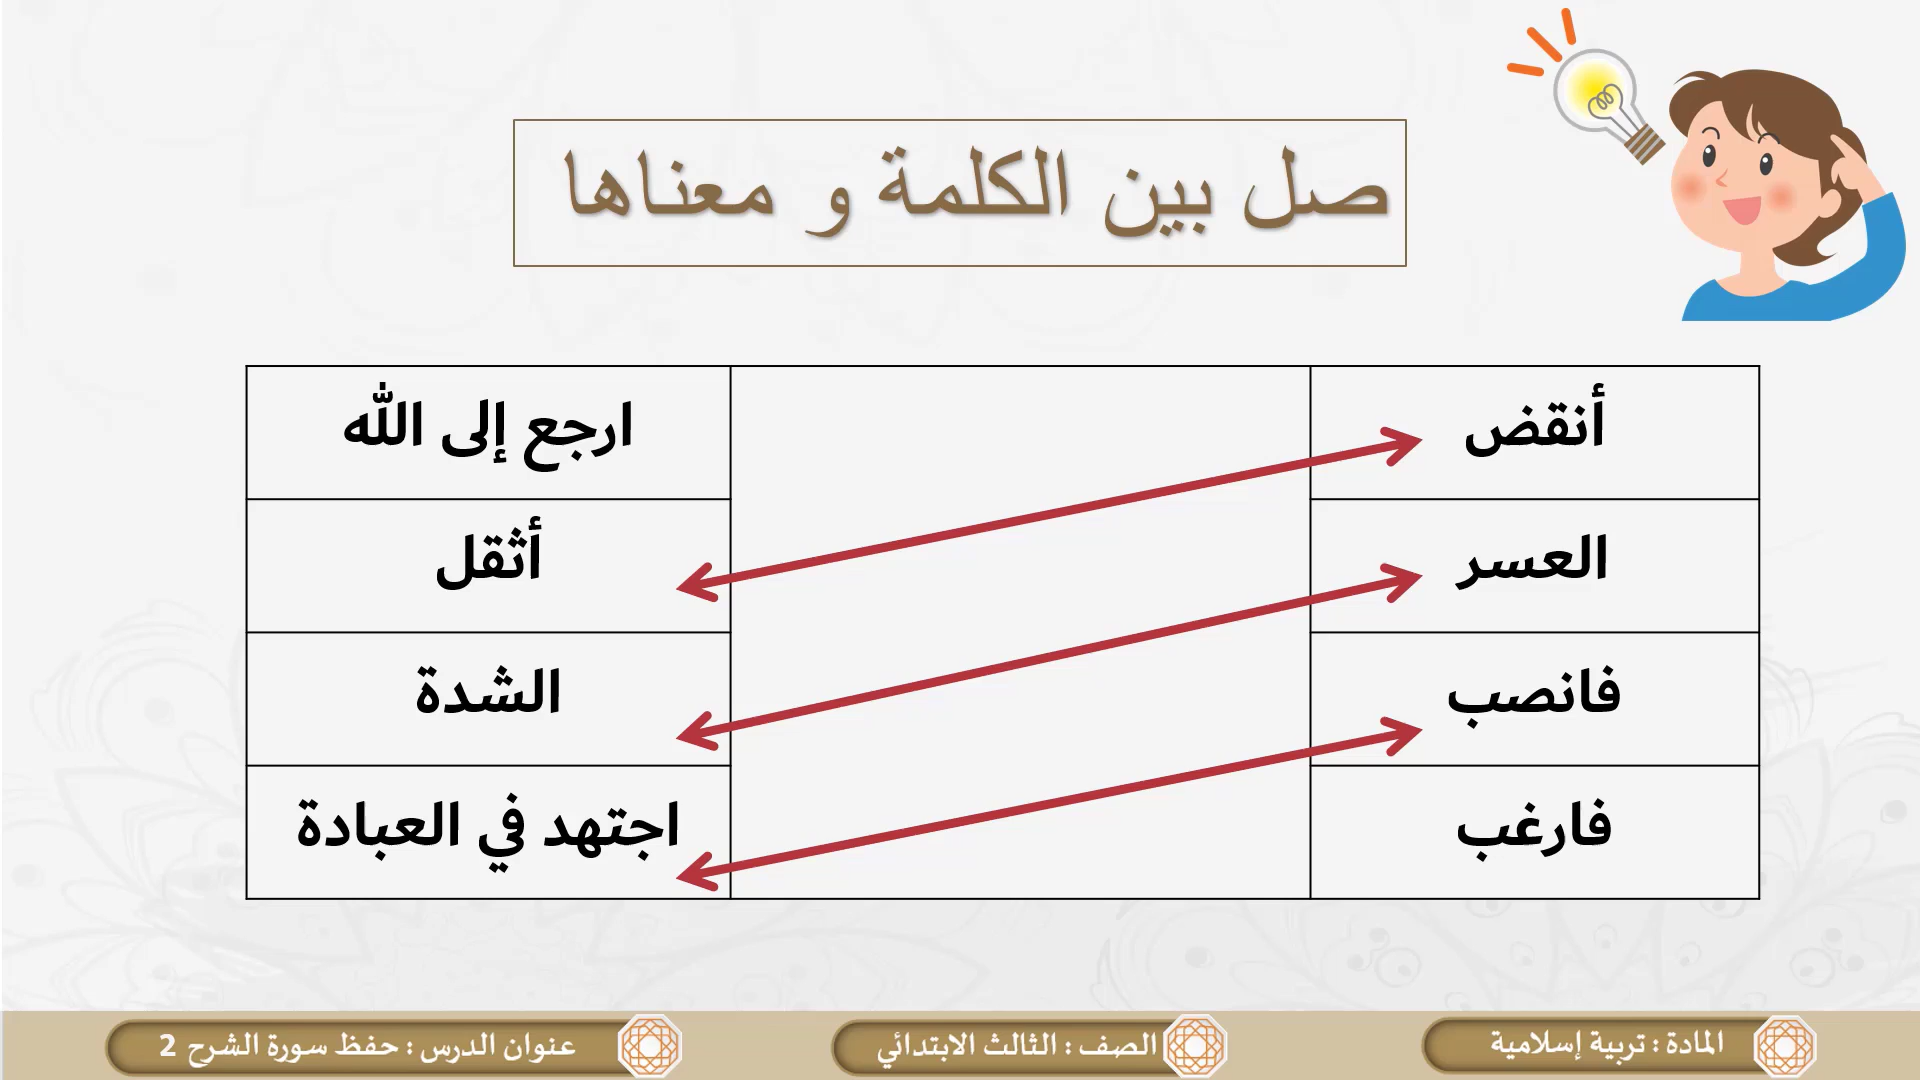 صل بين الكلمة و معناها
أنقض
ارجع إلى الله
العسر
أثقل
فانصب
الشدة
فارغب
اجتهد في العبادة
المادة : تربية إسلامية
الصف : الثالث الابتدائي
عنوان الدرس : حفظ سورة الشرح 2